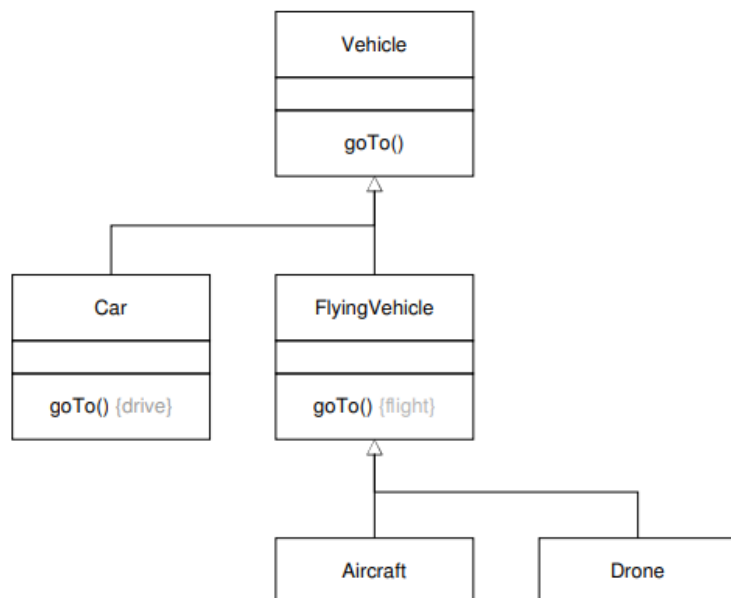 Vehicle
goTo()
Car
FlyingVehicle
goTo() {drive}
goTo() {flight}
Aircraft
Drone